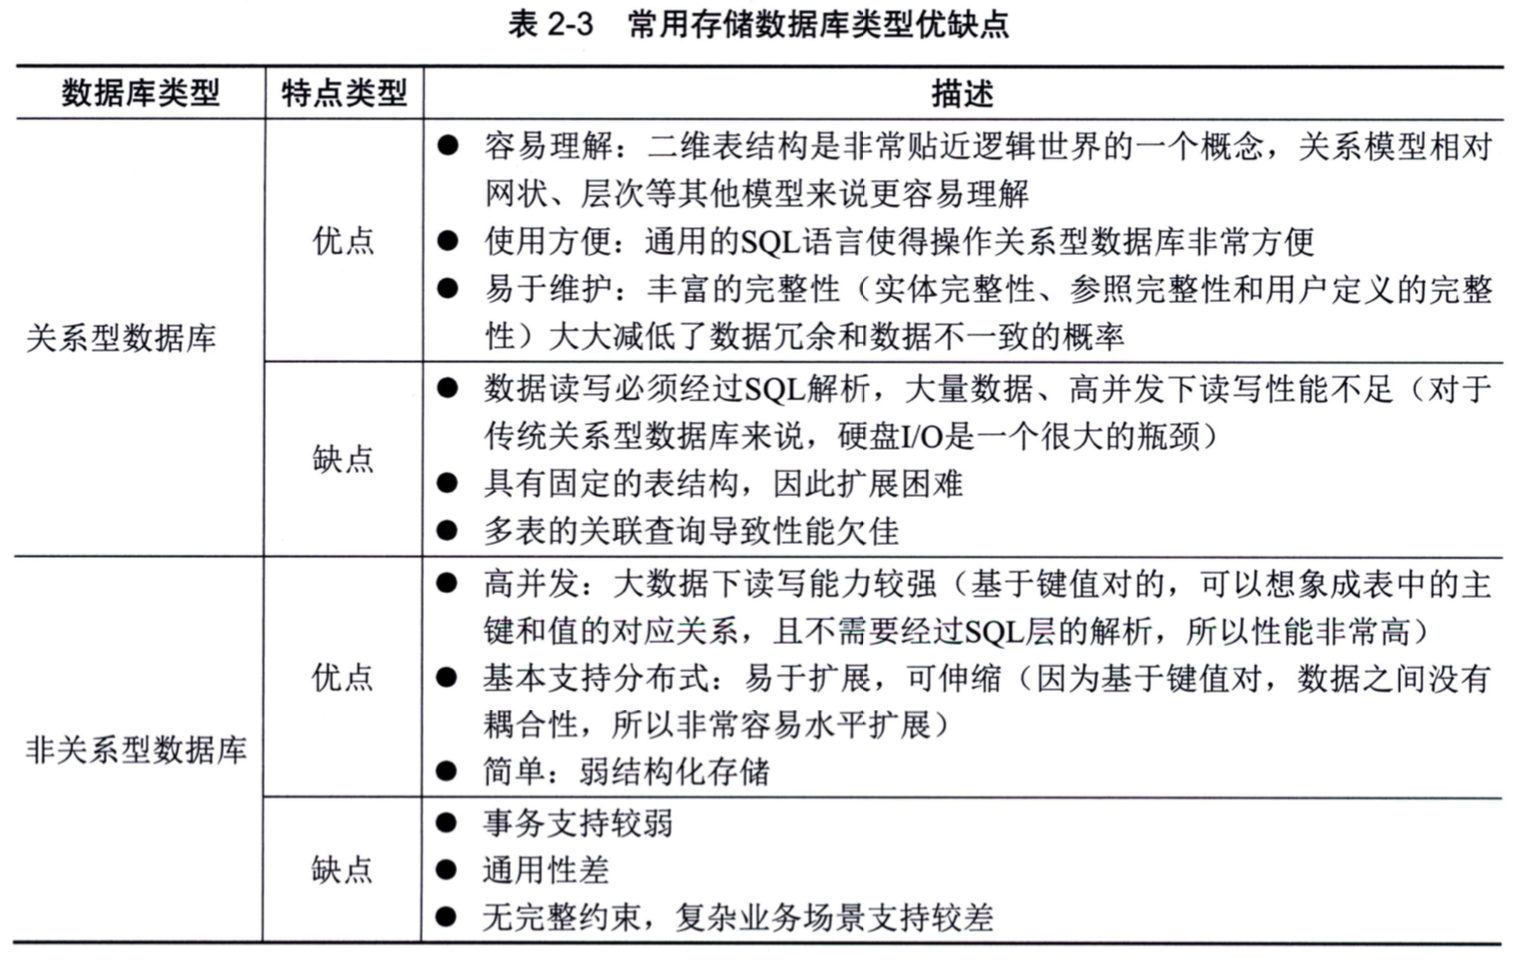 表 2-3 常用存储数据库类型优缺点
数据库类型 特点类型 描述
关系型数据库
优点
● 容易理解：二维表结构是非常贴近逻辑世界的一个概念，关系模型相对
网状、层次等其他模型来说更容易理解
● 使用方便：通用的SQL语言使得操作关系型数据库非常方便
● 易于维护：丰富的完整性（实体完整性、参照完整性和用户定义的完整
性）大大减低了数据冗余和数据不一致的概率
缺点
● 数据读写必须经过SQL解析，大量数据、高并发下读写性能不足（对于
传统关系型数据库来说，硬盘I/O是一个很大的瓶颈）
● 具有固定的表结构，因此扩展困难
● 多表的关联查询导致性能欠佳
非关系型数据库
优点
● 高并发：大数据下读写能力较强（基于键值对的，可以想象成表中的主
键和值的对应关系，且不需要经过SQL层的解析，所以性能非常高）
● 基本支持分布式：易于扩展，可伸缩（因为基于键值对，数据之间没有
耦合性，所以非常容易水平扩展）
● 简单：弱结构化存储
缺点
● 事务支持较弱
● 通用性差
● 无完整约束，复杂业务场景支持较差